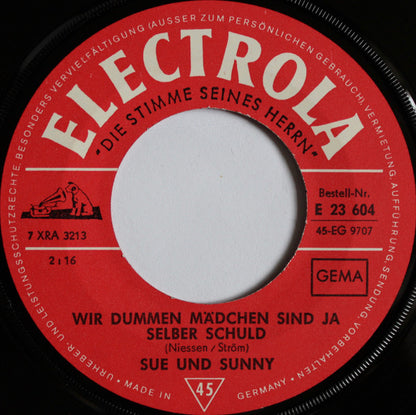 URHEBER- UND LEISTUNGSSCHUTZRECHTE, BESONDERS VERVIELFÄLTIGUNG (AUSSER ZUM PERSÖNLICHEN GEBRAUCH), VERMIETUNG, AUFFÜHRUNG, SENDUNG, VORBEHALTEN
ELECTROLA
"DIE STIMME SEINES HERRN"
7 XRA 3213
2:16
Bestell-Nr.
E 23 604
45-EG 9707
GEMA
WIR DUMMEN MÄDCHEN SIND JA
SELBER SCHULD
(Niessen / Ström)
SUE UND SUNNY
MADE IN
45
GERMANY